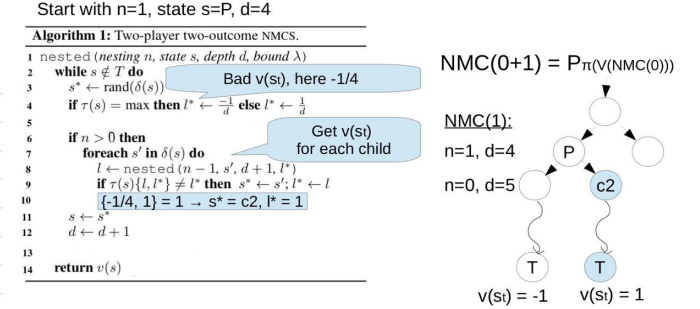 Start with n=1, state s=P, d=4
Algorithm 1: Two-player two-outcome NMCS.
1 nested (nesting n, state s, depth d, bound λ)
2 while s ∉ T do
3 s* ← rand(δ(s))
Bad v(st), here -1/4
4 if τ(s) = max then l* ← -1/d else l* ← 1/d
5
6 if n > 0 then
7 foreach s′ in δ(s) do
Get v(st)
for each child
8 l ← nested (n − 1, s′, d + 1, l*)
9 if τ(s){l, l*} ≠ l* then s* ← s′; l* ← l
10 {-1/4, 1} = 1 → s* = c2, l* = 1
11 s ← s*
12 d ← d + 1
13
14 return v(s)
NMC(0+1) = Pπ(V(NMC(0)))
NMC(1):
n=1, d=4
P
n=0, d=5
c2
T
T
v(st) = -1
v(st) = 1